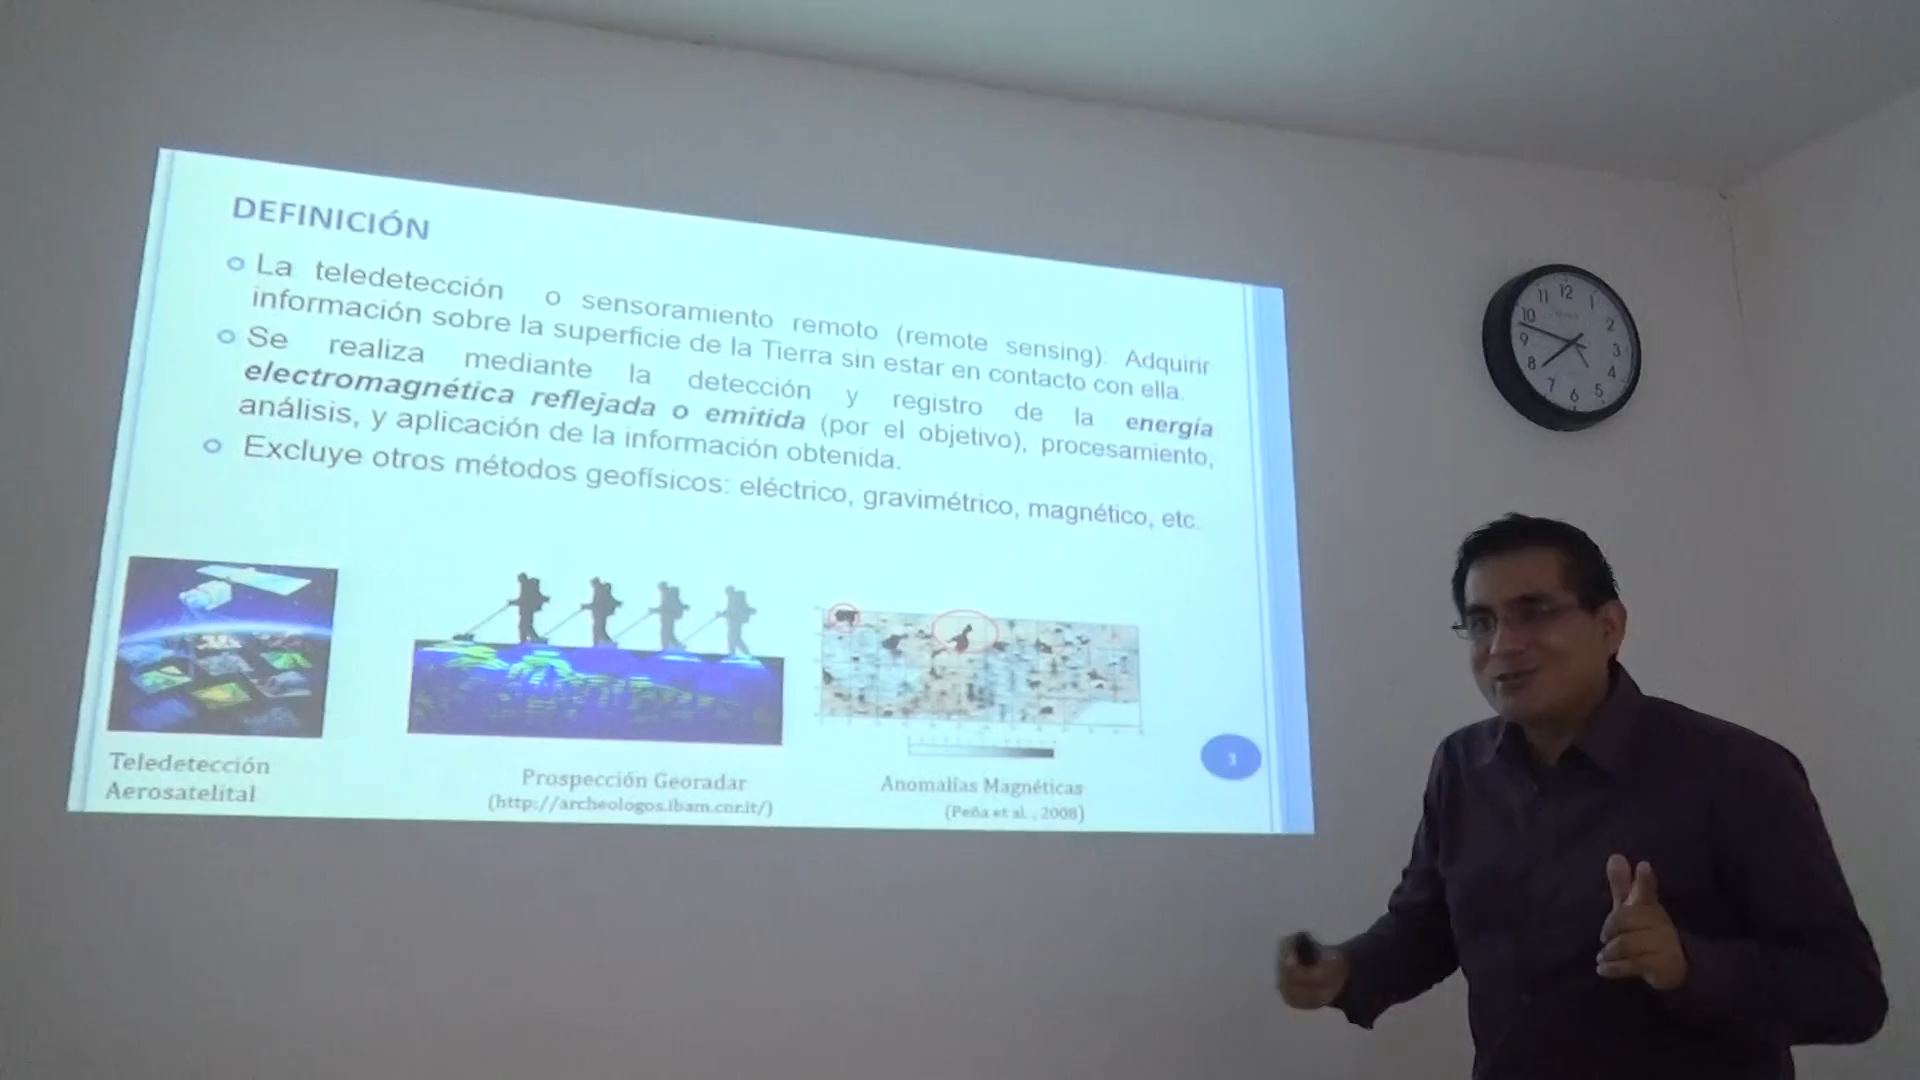 DEFINICIÓN
La teledetección o sensoramiento remoto (remote sensing): Adquirir
información sobre la superficie de la Tierra sin estar en contacto con ella.
Se realiza mediante la detección y registro de la energía
electromagnética reflejada o emitida (por el objetivo), procesamiento,
análisis, y aplicación de la información obtenida.
Excluye otros métodos geofísicos: eléctrico, gravimétrico, magnético, etc.
Teledetección
Aerosatelital
Prospección Georadar
(http://archeologos.ibam.cnr.it/)
Anomalías Magnéticas
(Peña et al., 2008)
3
12
1
2
3
4
5
6
7
8
9
10
11